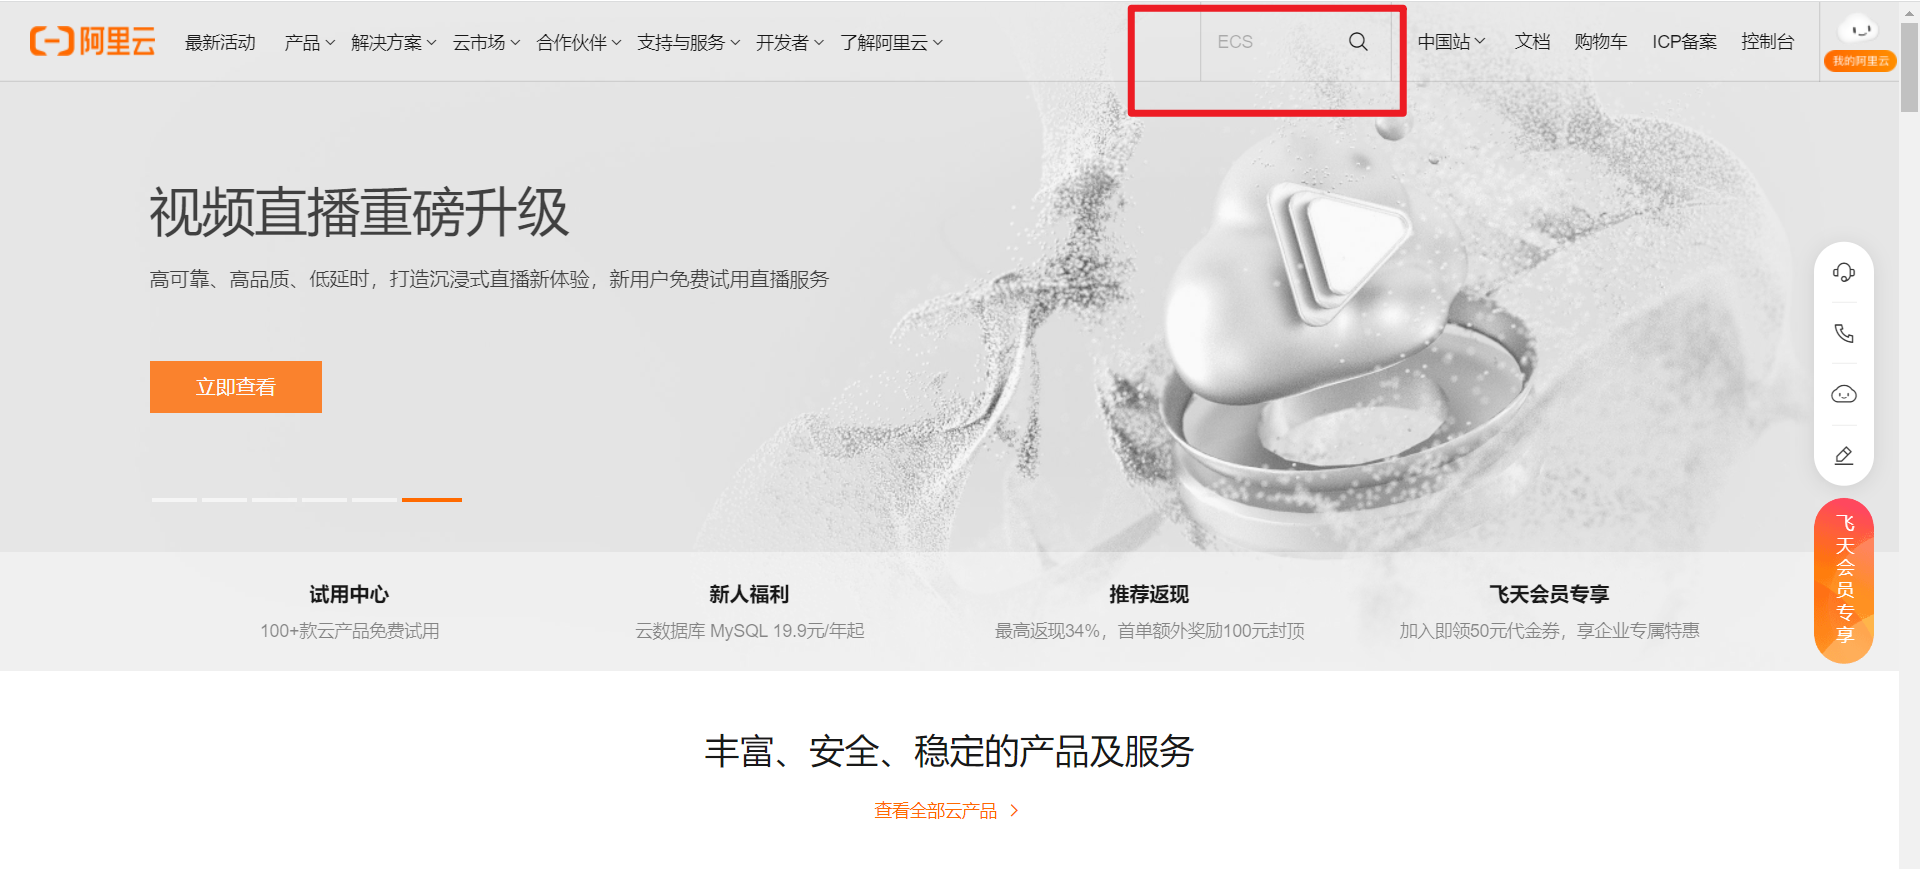 阿里云
最新活动 产品 解决方案 云市场 合作伙伴 支持与服务 开发者 了解阿里云 ECS 中国站 文档 购物车 ICP备案 控制台
我的阿里云
视频直播重磅升级
高可靠、高品质、低延时，打造沉浸式直播新体验，新用户免费试用直播服务
立即查看
飞天会员专享
试用中心 新人福利 推荐返现 飞天会员专享
100+款云产品免费试用 云数据库 MySQL 19.9元/年起 最高返现34%，首单额外奖励100元封顶 加入即领50元代金券，享企业专属特惠
丰富、安全、稳定的产品及服务
查看全部云产品